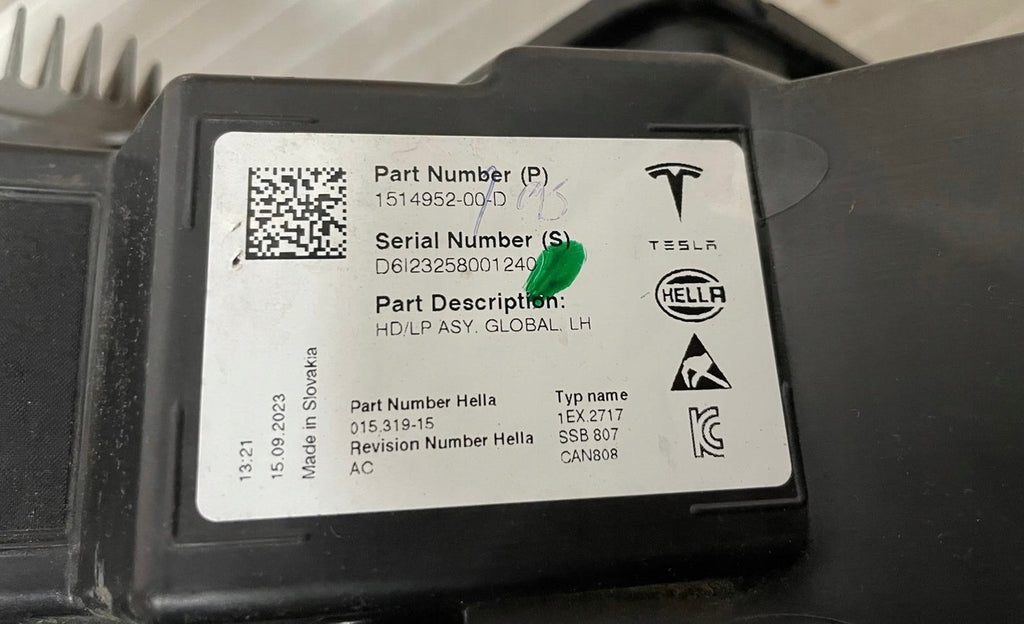 Part Number (P)
1514952-00-D
Serial Number (S)
D6I23258001240
Part Description:
HD/LP ASY. GLOBAL, LH
TESLA
HELLA
13:21
15.09.2023
Made in Slovakia
Part Number Hella
015.319-15
Revision Number Hella
AC
Typ name
1EX.2717
SSB 807
CAN808